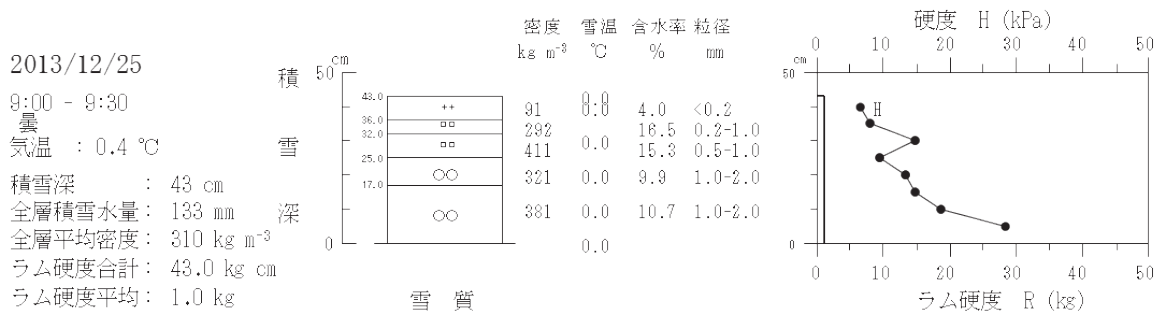 2013/12/25
9:00 - 9:30
曇
気温 : 0.4 ℃
積雪深 : 43 cm
全層積雪水量: 133 mm
全層平均密度: 310 kg m⁻³
ラム硬度合計: 43.0 kg cm
ラム硬度平均: 1.0 kg
積雪深
cm
50
0
43.0
36.0
32.0
25.0
17.0
++
□□
□□
○○
○○
雪 質
密度 雪温 含水率 粒径
kg m⁻³ ℃ % mm
0.0
91 0.0 4.0 <0.2
292 16.5 0.2-1.0
0.0
411 15.3 0.5-1.0
321 0.0 9.9 1.0-2.0
381 0.0 10.7 1.0-2.0
0.0
硬度 H (kPa)
0 10 20 30 40 50
cm
50
H
0
0 10 20 30 40 50
ラム硬度 R (kg)